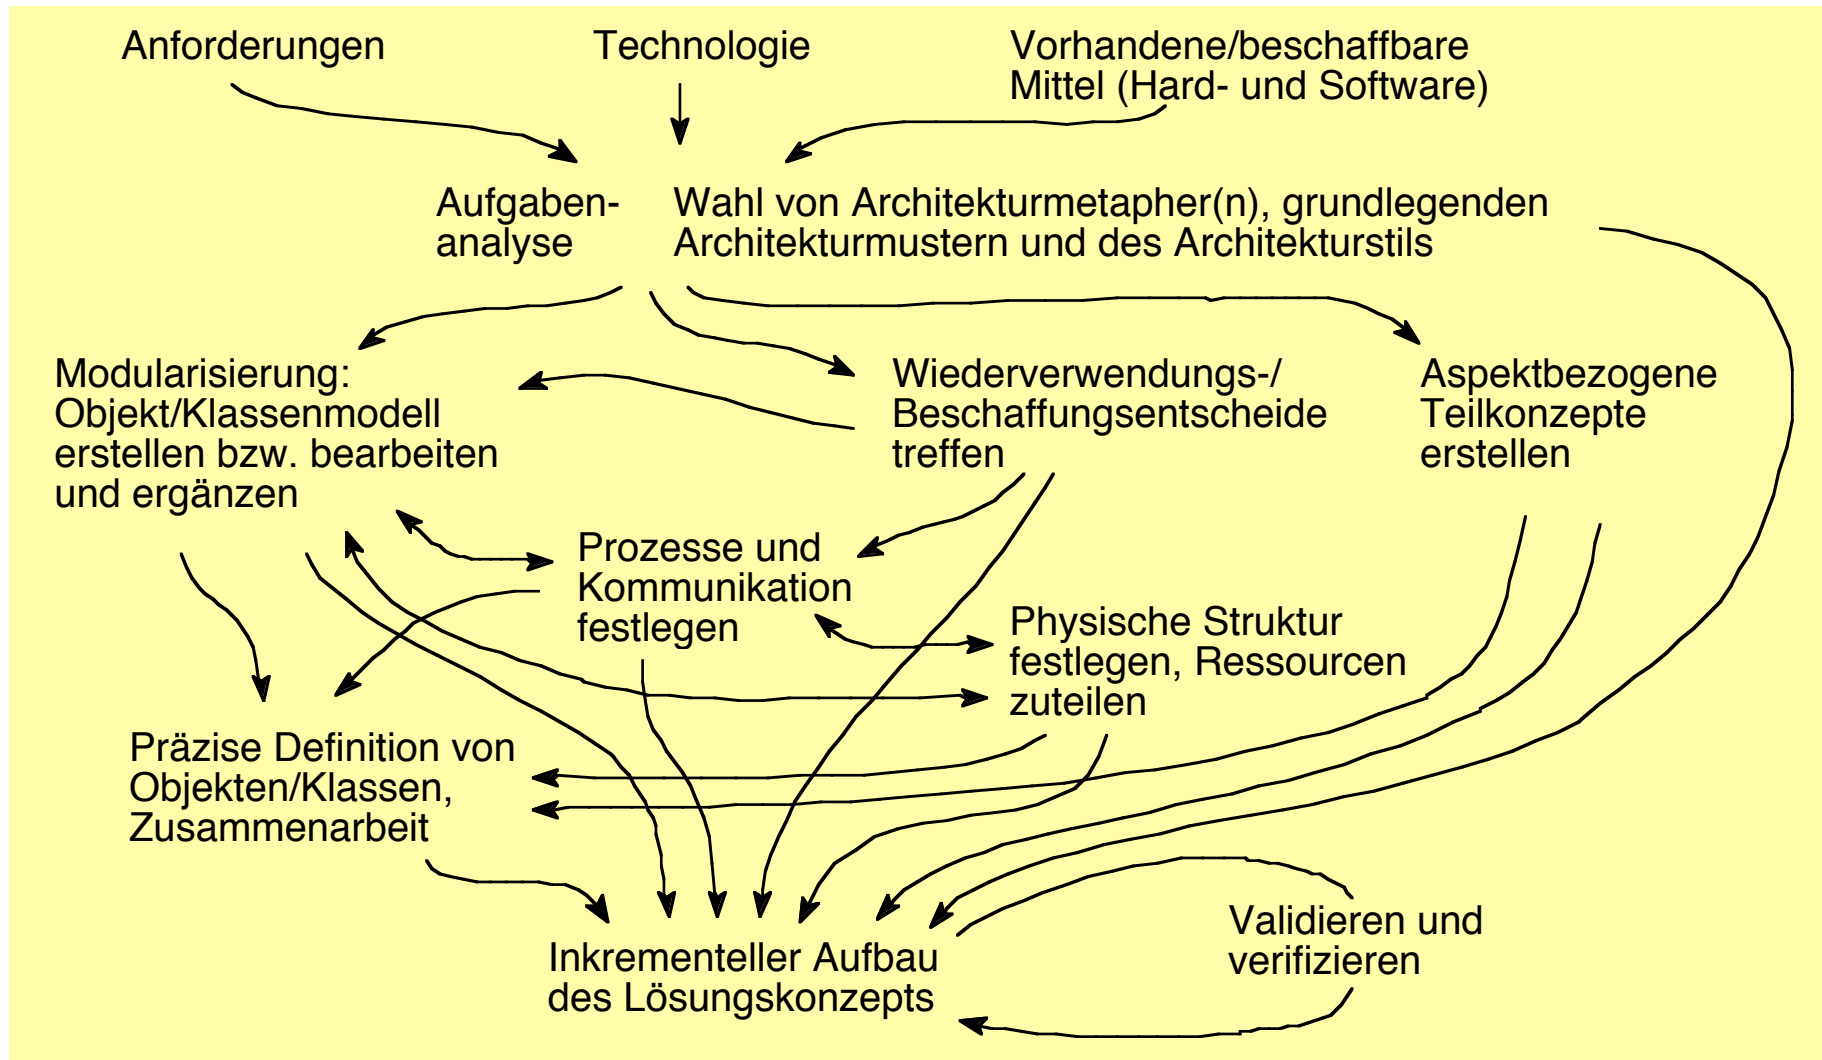 Anforderungen
Technologie
Vorhandene/beschaffbare
Mittel (Hard- und Software)
Aufgaben-
analyse
Wahl von Architekturmetapher(n), grundlegenden
Architekturmustern und des Architekturstils
Modularisierung:
Objekt/Klassenmodell
erstellen bzw. bearbeiten
und ergänzen
Wiederverwendungs-/
Beschaffungsentscheide
treffen
Aspektbezogene
Teilkonzepte
erstellen
Prozesse und
Kommunikation
festlegen
Physische Struktur
festlegen, Ressourcen
zuteilen
Präzise Definition von
Objekten/Klassen,
Zusammenarbeit
Inkrementeller Aufbau
des Lösungskonzepts
Validieren und
verifizieren